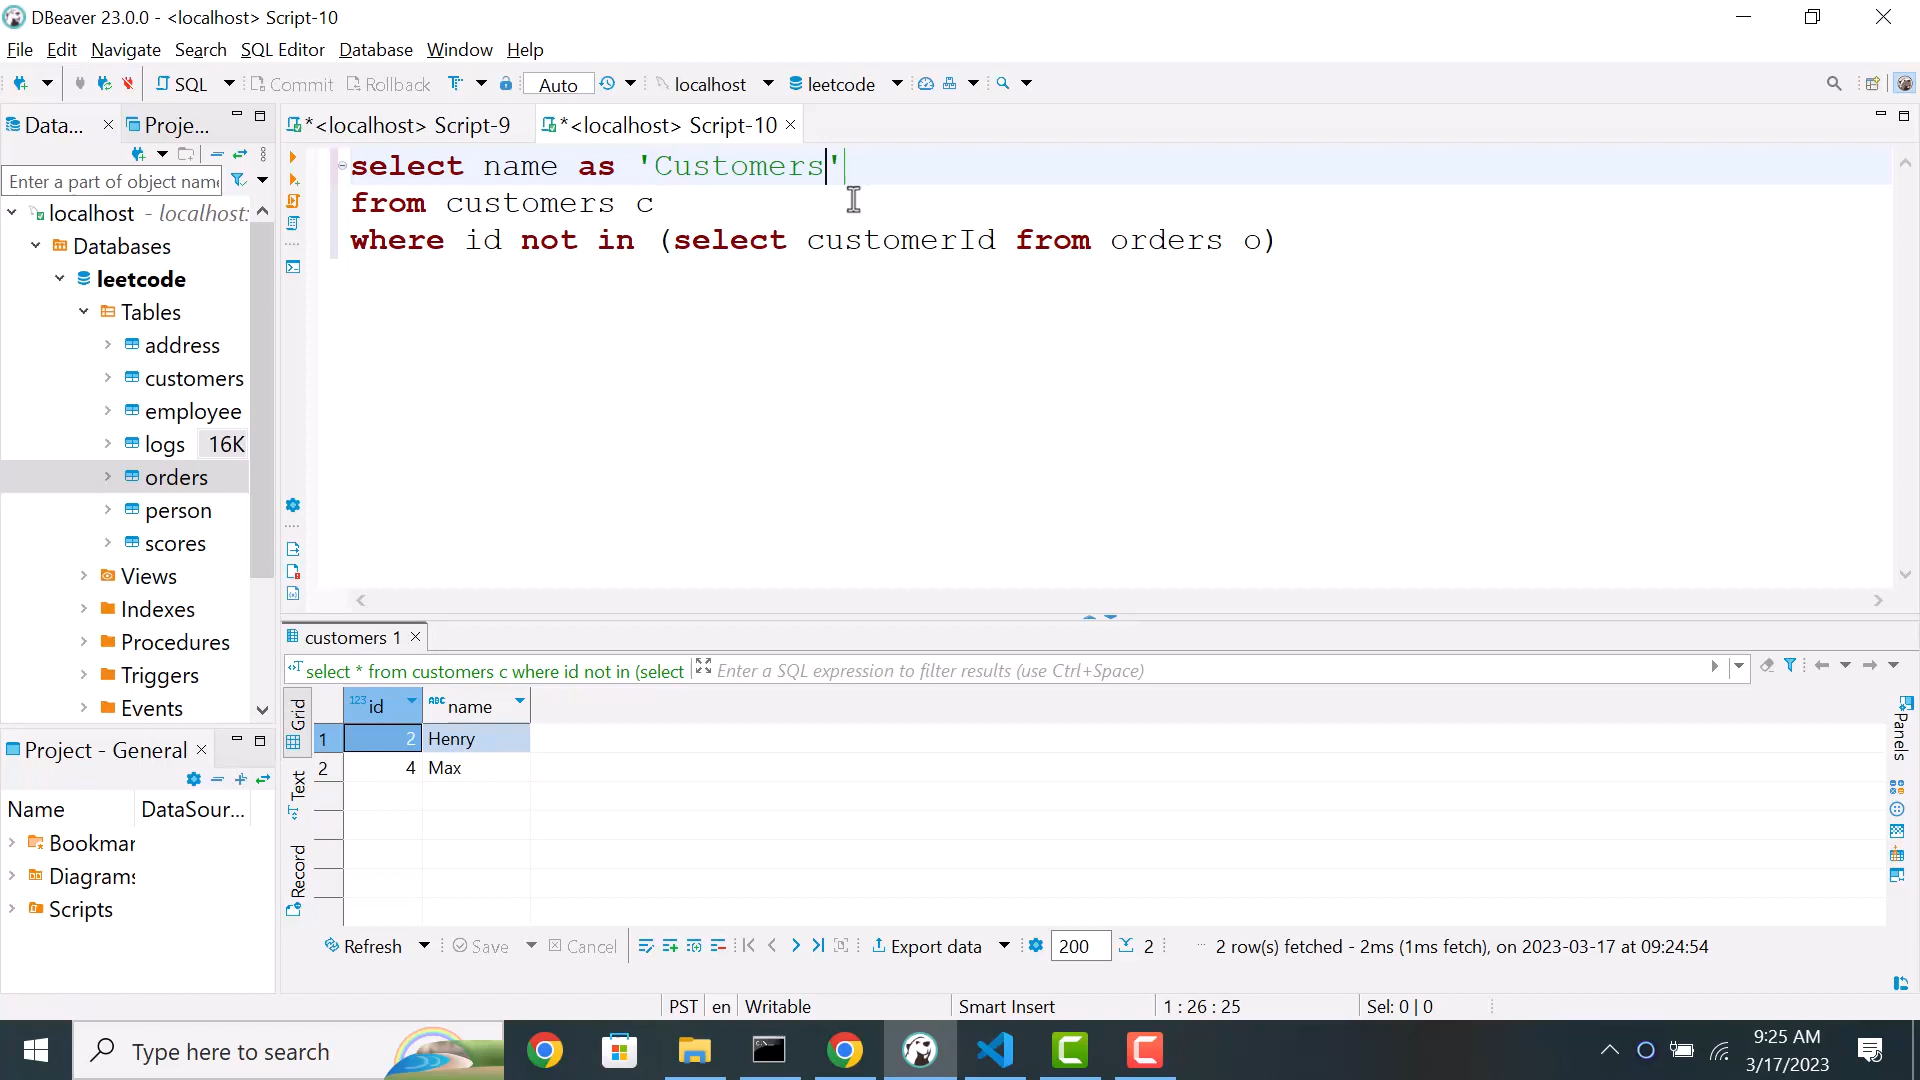 DBeaver 23.0.0 - <localhost> Script-10
File Edit Navigate Search SQL Editor Database Window Help
SQL Commit Rollback Auto localhost leetcode
Data... Proje... *<localhost> Script-9 *<localhost> Script-10
Enter a part of object name
localhost - localhost:
Databases
leetcode
Tables
address
customers
employee
logs 16K
orders
person
scores
Views
Indexes
Procedures
Triggers
Events
select name as 'Customers'
from customers c
where id not in (select customerId from orders o)
Project - General
Name DataSour...
Bookmar
Diagrams
Scripts
customers 1
select * from customers c where id not in (select Enter a SQL expression to filter results (use Ctrl+Space)
Grid
Text
Record
Panels
123 id ABC name
1 2 Henry
2 4 Max
Refresh Save Cancel Export data 200 2 2 row(s) fetched - 2ms (1ms fetch), on 2023-03-17 at 09:24:54
PST en Writable Smart Insert 1 : 26 : 25 Sel: 0 | 0
Type here to search
9:25 AM
3/17/2023